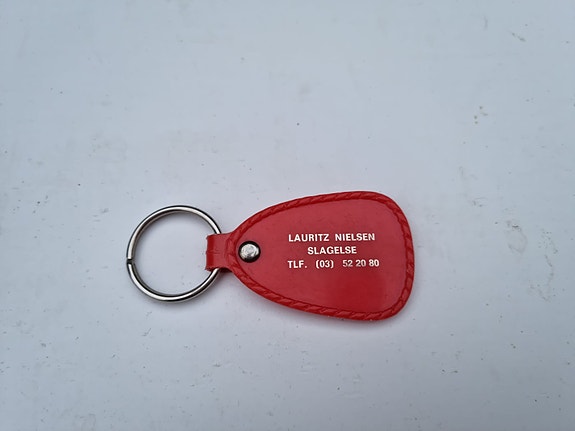 LAURITZ NIELSEN
SLAGELSE
TLF. (03) 52 20 80